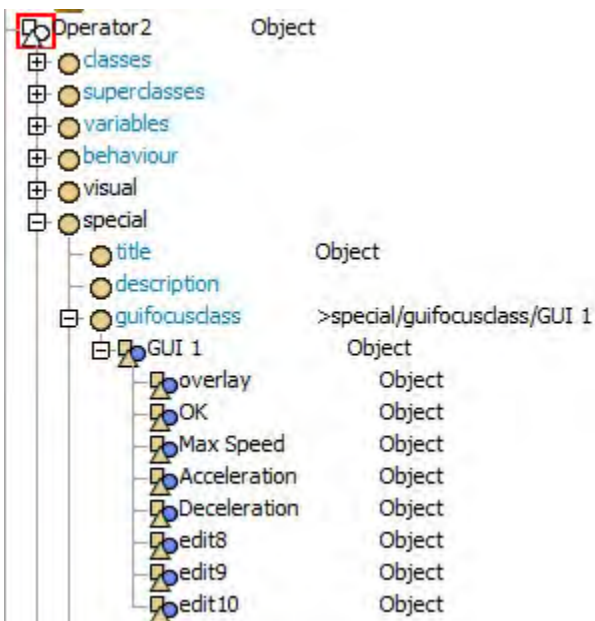 Operator2 Object
classes
superclasses
variables
behaviour
visual
special
title Object
description
guifocusclass >special/guifocusclass/GUI 1
GUI 1 Object
overlay Object
OK Object
Max Speed Object
Acceleration Object
Deceleration Object
edit8 Object
edit9 Object
edit10 Object